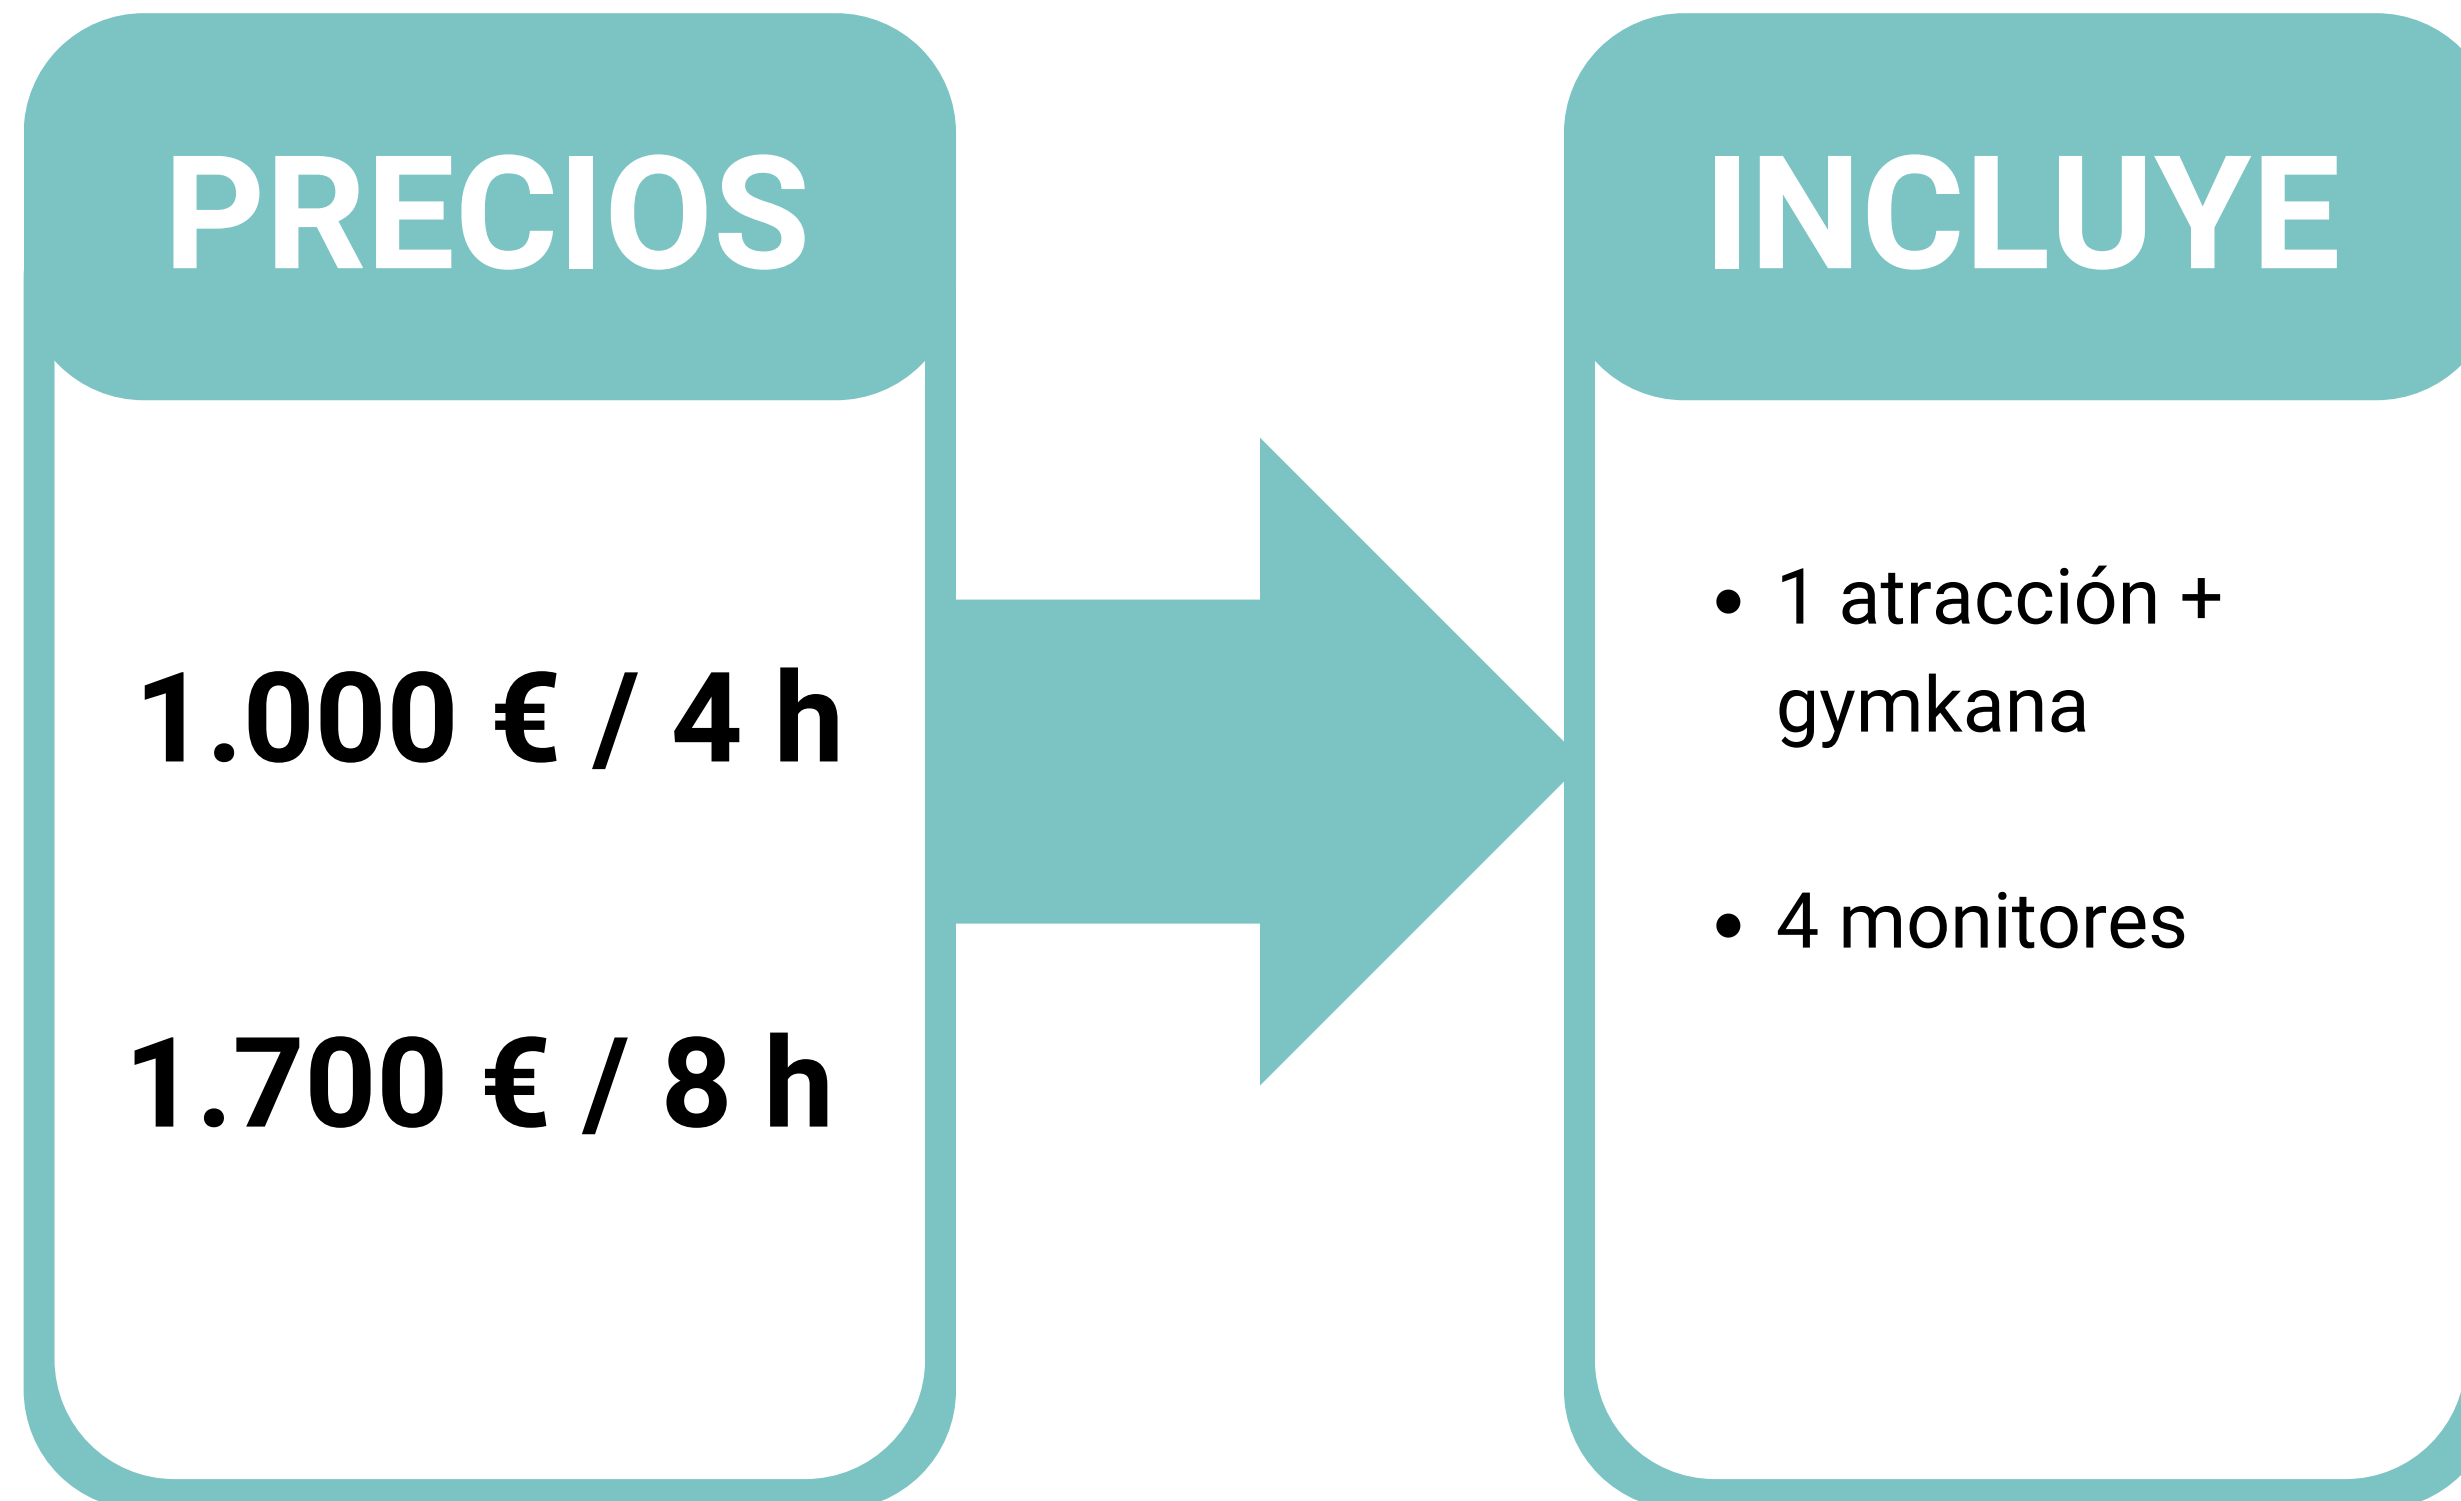 PRECIOS
1.000 € / 4 h
1.700 € / 8 h
INCLUYE
• 1 atracción +
gymkana
• 4 monitores